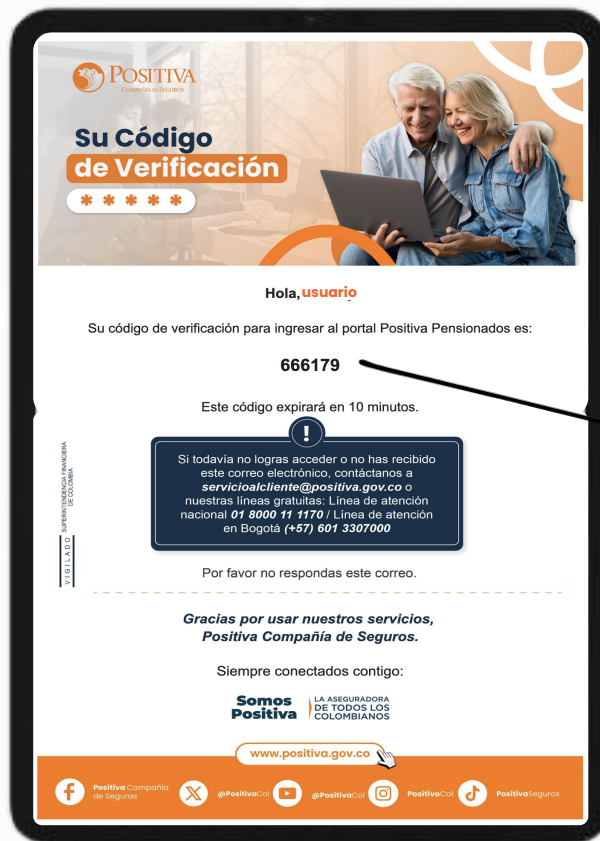 POSITIVA
COMPAÑÍA DE SEGUROS
Su Código
de Verificación
* * * * *
Hola, usuario
Su código de verificación para ingresar al portal Positiva Pensionados es:
666179
Este código expirará en 10 minutos.
!
Si todavía no logras acceder o no has recibido
este correo electrónico, contáctanos a
servicioalcliente@positiva.gov.co o
nuestras líneas gratuitas: Línea de atención
nacional 01 8000 11 1170 / Línea de atención
en Bogotá (+57) 601 3307000
VIGILADO SUPERINTENDENCIA FINANCIERA
DE COLOMBIA
Por favor no respondas este correo.
Gracias por usar nuestros servicios,
Positiva Compañía de Seguros.
Siempre conectados contigo:
Somos
Positiva
LA ASEGURADORA
DE TODOS LOS
COLOMBIANOS
www.positiva.gov.co
Positiva Compañía
de Seguros
@PositivaCol
@PositivaCol
PositivoCol
PositivaSeguros